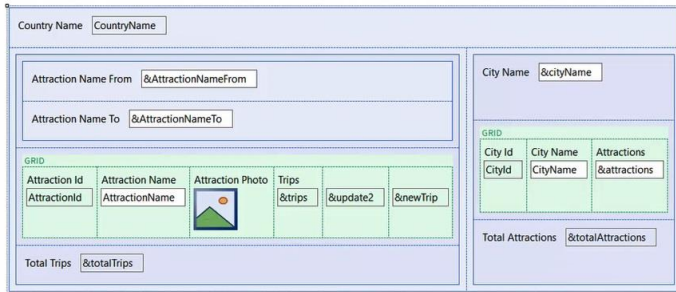 Country Name CountryName
Attraction Name From &AttractionNameFrom
Attraction Name To &AttractionNameTo
GRID
Attraction Id Attraction Name Attraction Photo Trips
AttractionId AttractionName &trips &update2 &newTrip
Total Trips &totalTrips
City Name &cityName
GRID
City Id City Name Attractions
CityId CityName &attractions
Total Attractions &totalAttractions